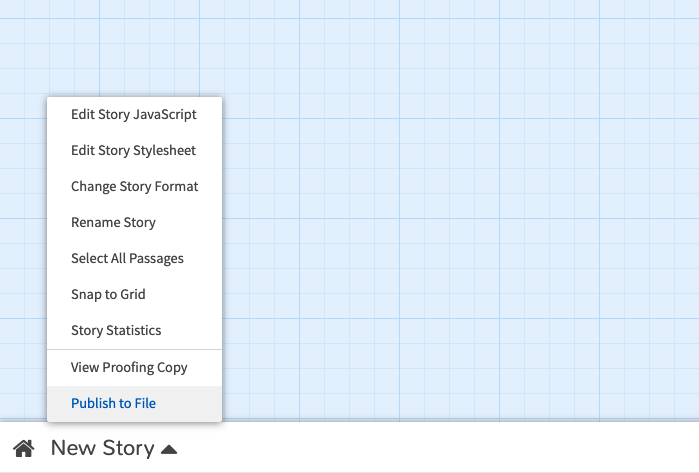 Edit Story JavaScript
Edit Story Stylesheet
Change Story Format
Rename Story
Select All Passages
Snap to Grid
Story Statistics
View Proofing Copy
Publish to File
New Story